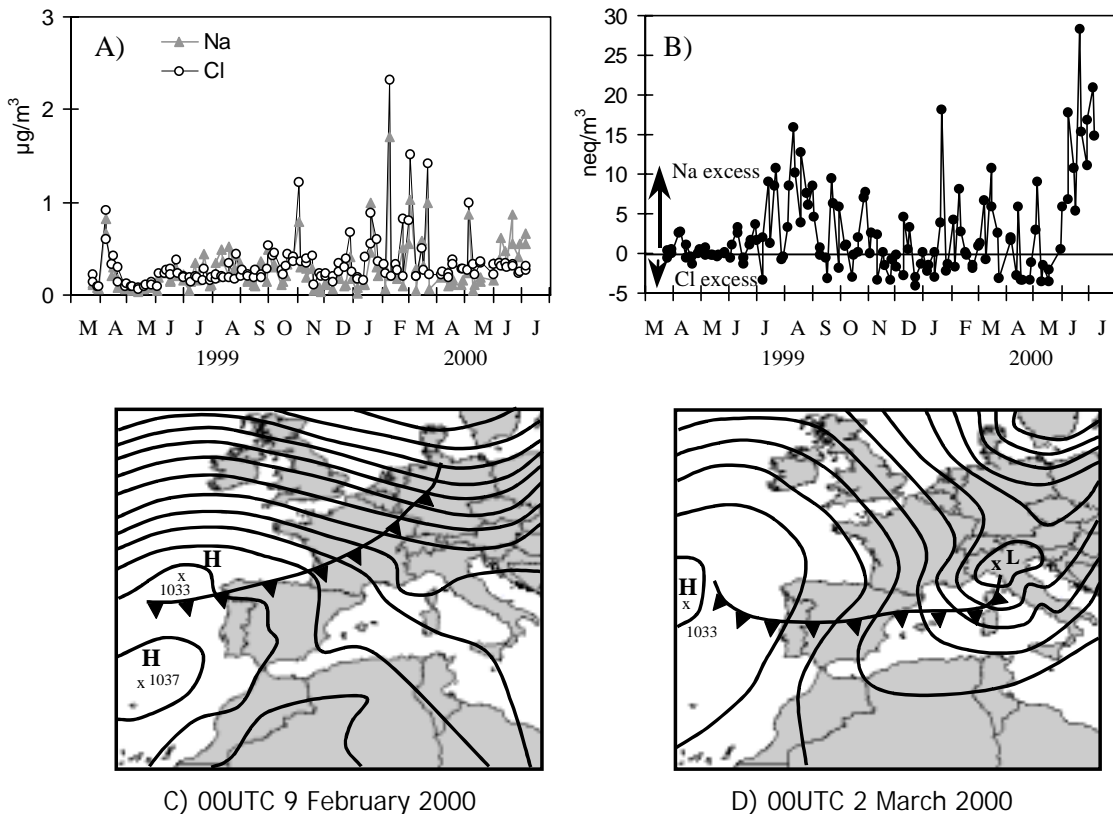 A)
Na
Cl
µg/m³
3
2
1
0
M A M J J A S O N D J F M A M J J
1999 2000
B)
neq/m³
30
25
20
15
10
5
0
-5
Na excess
Cl excess
M A M J J A S O N D J F M A M J J
1999 2000
H
x
1033
H
x 1037
C) 00UTC 9 February 2000
H
x
1033
x L
D) 00UTC 2 March 2000